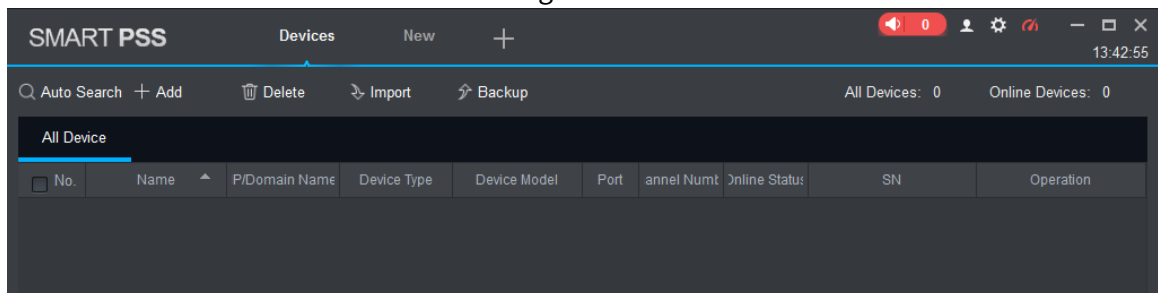 SMART PSS Devices New 0
13:42:55
Auto Search Add Delete Import Backup All Devices: 0 Online Devices: 0
All Device
No. Name P/Domain Name Device Type Device Model Port annel Numb Online Status SN Operation